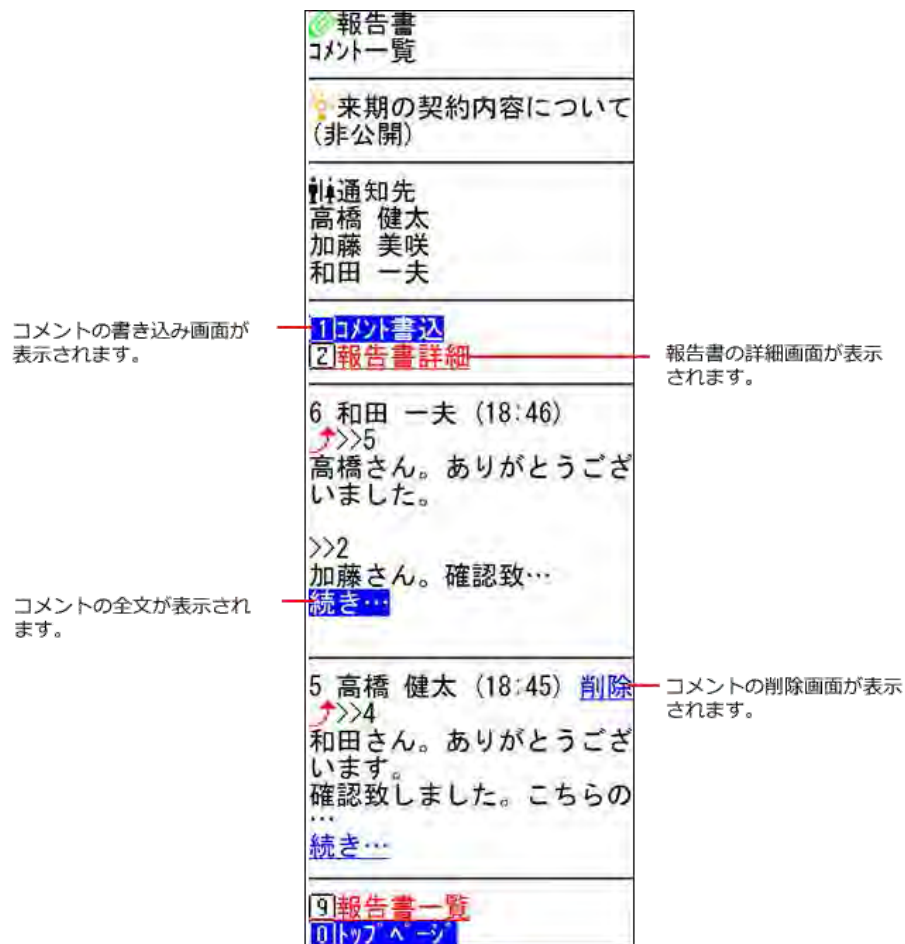 報告書
コメント一覧
来期の契約内容について
(非公開)
通知先
高橋 健太
加藤 美咲
和田 一夫
コメントの書き込み画面が
表示されます。
1コメント書込
2報告書詳細
報告書の詳細画面が表示
されます。
6 和田 一夫 (18:46)
>>5
高橋さん。ありがとうござ
いました。
>>2
加藤さん。確認致…
続き…
コメントの全文が表示され
ます。
5 高橋 健太 (18:45) 削除
コメントの削除画面が表示
されます。
>>4
和田さん。ありがとうござ
います。
確認致しました。こちらの
…
続き…
9報告書一覧
0トップページ